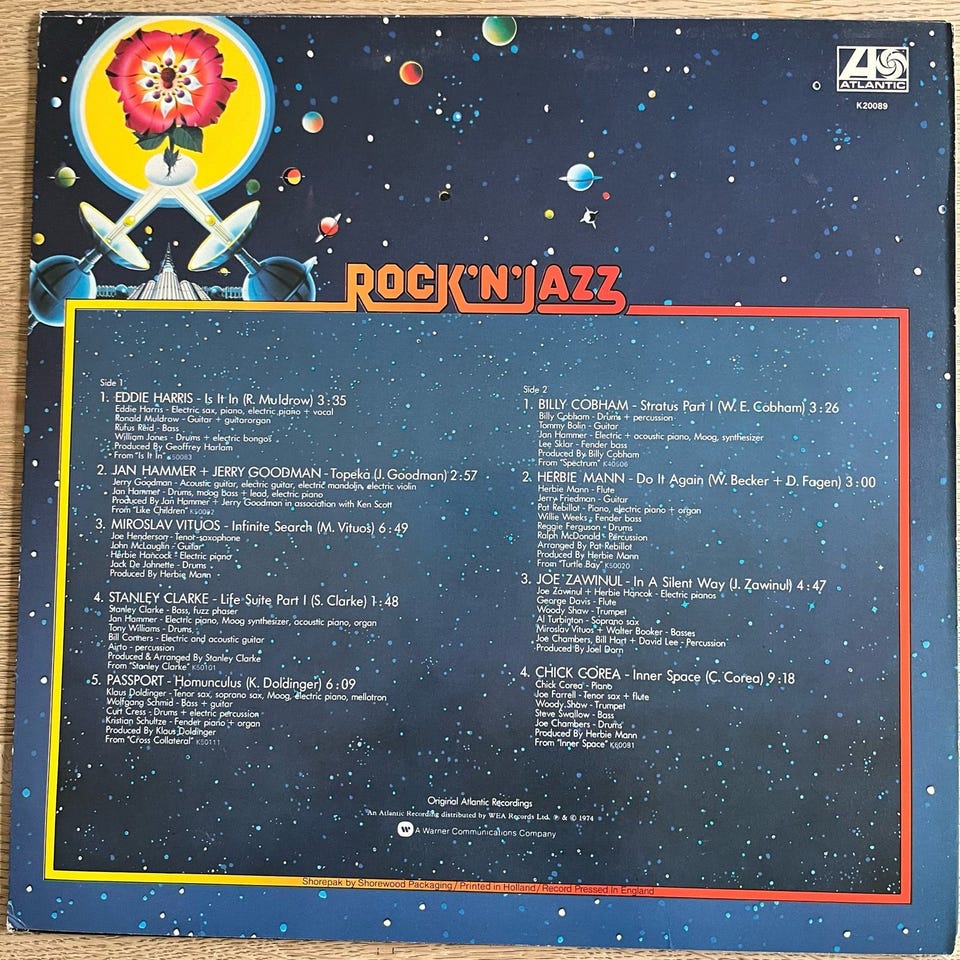 ATLANTIC
K20089
ROCK'N'JAZZ
Side 1
1. EDDIE HARRIS - Is It In (R. Muldrow) 3:35
Eddie Harris - Electric sax, piano, electric piano + vocal
Ronald Muldrow - Guitar + guitarorgan
Rufus Reid - Bass
William Jones - Drums + electric bongos
Produced By Geoffrey Harlam
From "Is It In" K50083
2. JAN HAMMER + JERRY GOODMAN - Topeka (J. Goodman) 2:57
Jerry Goodman - Acoustic guitar, electric guitar, electric mandolin, electric violin
Jan Hammer - Drums, moog bass + lead, electric piano
Produced By Jan Hammer + Jerry Goodman in association with Ken Scott
From "Like Children" K50092
3. MIROSLAV VITUOS - Infinite Search (M. Vituos) 6:49
Joe Henderson - Tenor saxophone
John McLauglin - Guitar
Herbie Hancock - Electric piano
Jack De Johnette - Drums
Produced By Herbie Mann
4. STANLEY CLARKE - Life Suite Part I (S. Clarke) 1:48
Stanley Clarke - Bass, fuzz phaser
Jan Hammer - Electric piano, Moog synthesizer, acoustic piano, organ
Tony Williams - Drums,
Bill Conners - Electric and acoustic guitar
Airto - percussion
Produced & Arranged By Stanley Clarke
From "Stanley Clarke" K50101
5. PASSPORT - Homunculus (K. Doldinger) 6:09
Klaus Doldinger - Tenor sax, soprano sax, Moog, electric piano, mellotron
Wolfgang Schmid - Bass + guitar
Curt Cress - Drums + electric percussion
Kristian Schultze - Fender piano + organ
Produced By Klaus Doldinger
From "Cross Collateral" K50111
Side 2
1. BILLY COBHAM - Stratus Part I (W. E. Cobham) 3:26
Billy Cobham - Drums + percussion
Tommy Bolin - Guitar
Jan Hammer - Electric + acoustic piano, Moog, synthesizer
Lee Sklar - Fender bass
Produced By Billy Cobham
From "Spectrum" K40506
2. HERBIE MANN - Do It Again (W. Becker + D. Fagen) 3:00
Herbie Mann - Flute
Jerry Friedman - Guitar
Pat Rebillot - Piano, electric piano + organ
Willie Weeks - Fender bass
Reggie Ferguson - Drums
Ralph McDonald - Percussion
Arranged By Pat Rebillot
Produced By Herbie Mann
From "Turtle Bay" K50020
3. JOE ZAWINUL - In A Silent Way (J. Zawinul) 4:47
Joe Zawinul + Herbie Hancok - Electric pianos
George Davis - Flute
Woody Shaw - Trumpet
Al Turbinton - Soprano sax
Miroslav Vituos + Walter Booker - Basses
Joe Chambers, Bill Hart + David Lee - Percussion
Produced By Joel Dorn
4. CHICK COREA - Inner Space (C. Corea) 9:18
Chick Corea - Piano
Joe Farrell - Tenor sax + flute
Woody Shaw - Trumpet
Steve Swallow - Bass
Joe Chambers - Drums
Produced By Herbie Mann
From "Inner Space" K60081
Original Atlantic Recordings
An Atlantic Recording distributed by WEA Records Ltd. ℗ & © 1974
A Warner Communications Company
Shorepak by Shorewood Packaging/Printed in Holland/Record Pressed In England